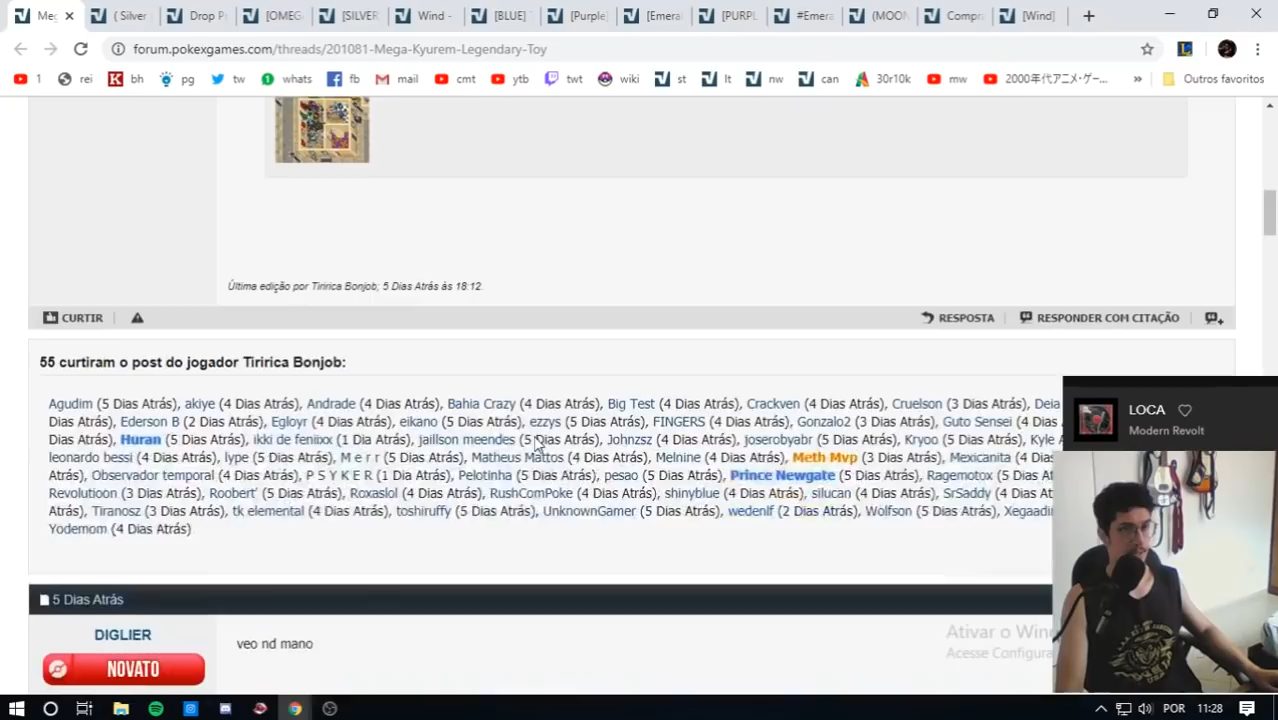 Meg
( Silver
Drop P
[OMEG
[SILVER
Wind -
[BLUE]
[Purple]
[Emeral
[PURPL
#Emera
(MOON
Compra
[Wind]
forum.pokexgames.com/threads/201081-Mega-Kyurem-Legendary-Toy
1
rei
bh
pg
tw
whats
fb
mail
cmt
ytb
twt
wiki
st
lt
nw
can
30r10k
mw
2000年代アニメ・ゲー...
»
Outros favoritos
Última edição por Tiririca Bonjob; 5 Dias Atrás às 18:12.
CURTIR
RESPOSTA
RESPONDER COM CITAÇÃO
55 curtiram o post do jogador Tiririca Bonjob:
Agudim (5 Dias Atrás), akiye (4 Dias Atrás), Andrade (4 Dias Atrás), Bahia Crazy (4 Dias Atrás), Big Test (4 Dias Atrás), Crackven (4 Dias Atrás), Cruelson (3 Dias Atrás), Deia
Dias Atrás), Ederson B (2 Dias Atrás), Egloyr (4 Dias Atrás), eikano (5 Dias Atrás), ezzys (5 Dias Atrás), FINGERS (4 Dias Atrás), Gonzalo2 (3 Dias Atrás), Guto Sensei (4 Dias
Atrás), Huran (5 Dias Atrás), ikki de feniixx (1 Dia Atrás), jaillson meendes (5 Dias Atrás), Johnzsz (4 Dias Atrás), joserobyabr (5 Dias Atrás), Kryoo (5 Dias Atrás), Kyle
leonardo bessi (4 Dias Atrás), lype (5 Dias Atrás), M e r r (5 Dias Atrás), Matheus Mattos (4 Dias Atrás), Melnine (4 Dias Atrás), Meth Mvp (3 Dias Atrás), Mexicanita (4 Dias
Atrás), Observador temporal (4 Dias Atrás), P S Y K E R (1 Dia Atrás), Pelotinha (5 Dias Atrás), pesao (5 Dias Atrás), Prince Newgate (5 Dias Atrás), Ragemotox (5 Dias
Revolutioon (3 Dias Atrás), Roobert' (5 Dias Atrás), Roxaslol (4 Dias Atrás), RushComPoke (4 Dias Atrás), shinyblue (4 Dias Atrás), silucan (4 Dias Atrás), SrSaddy (4 Dias
Atrás), Tiranosz (3 Dias Atrás), tk elemental (4 Dias Atrás), toshiruffy (5 Dias Atrás), UnknownGamer (5 Dias Atrás), wedenlf (2 Dias Atrás), Wolfson (5 Dias Atrás), Xegaadin
Yodemom (4 Dias Atrás)
LOCA
Modern Revolt
5 Dias Atrás
DIGLIER
NOVATO
veo nd mano
Ativar o Wind
Acesse Configura
POR
11:28